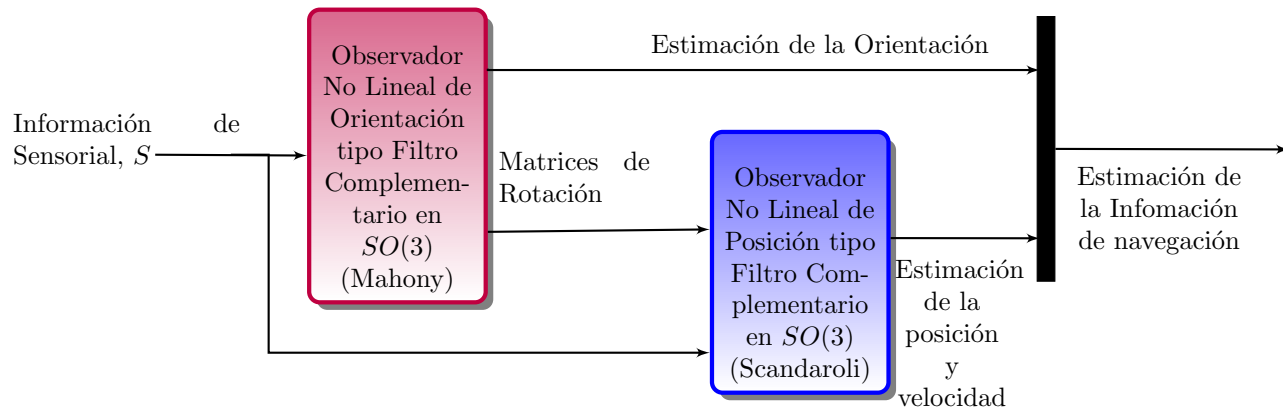 Información de
Sensorial, S
Observador
No Lineal de
Orientación
tipo Filtro
Complemen-
tario en
SO(3)
(Mahony)
Estimación de la Orientación
Matrices de
Rotación
Observador
No Lineal de
Posición tipo
Filtro Com-
plementario
en SO(3)
(Scandaroli)
Estimación
de la
posición
y
velocidad
Estimación de
la Infomación
de navegación